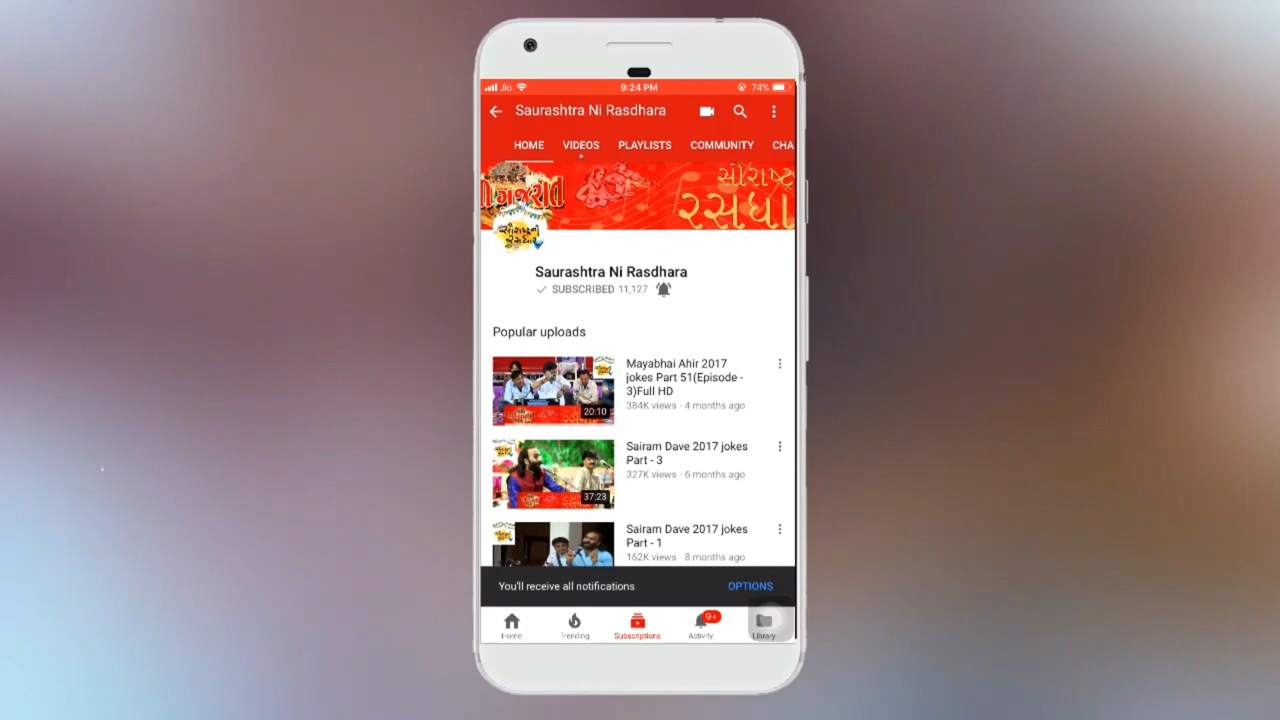 Jio 9:24 PM 74%
Saurashtra Ni Rasdhara
HOME VIDEOS PLAYLISTS COMMUNITY CHA
ગુજરાત
સૌરાષ્ટ્ર
રસધા
સૌરાષ્ટ્રની
રસધાર
Saurashtra Ni Rasdhara
SUBSCRIBED 11,127
Popular uploads
Mayabhai Ahir 2017
jokes Part 51(Episode -
3)Full HD
384K views · 4 months ago
20:10
Sairam Dave 2017 jokes
Part - 3
327K views · 6 months ago
37:23
Sairam Dave 2017 jokes
Part - 1
162K views · 8 months ago
You'll receive all notifications OPTIONS
9+
Home Trending Subscriptions Activity Library